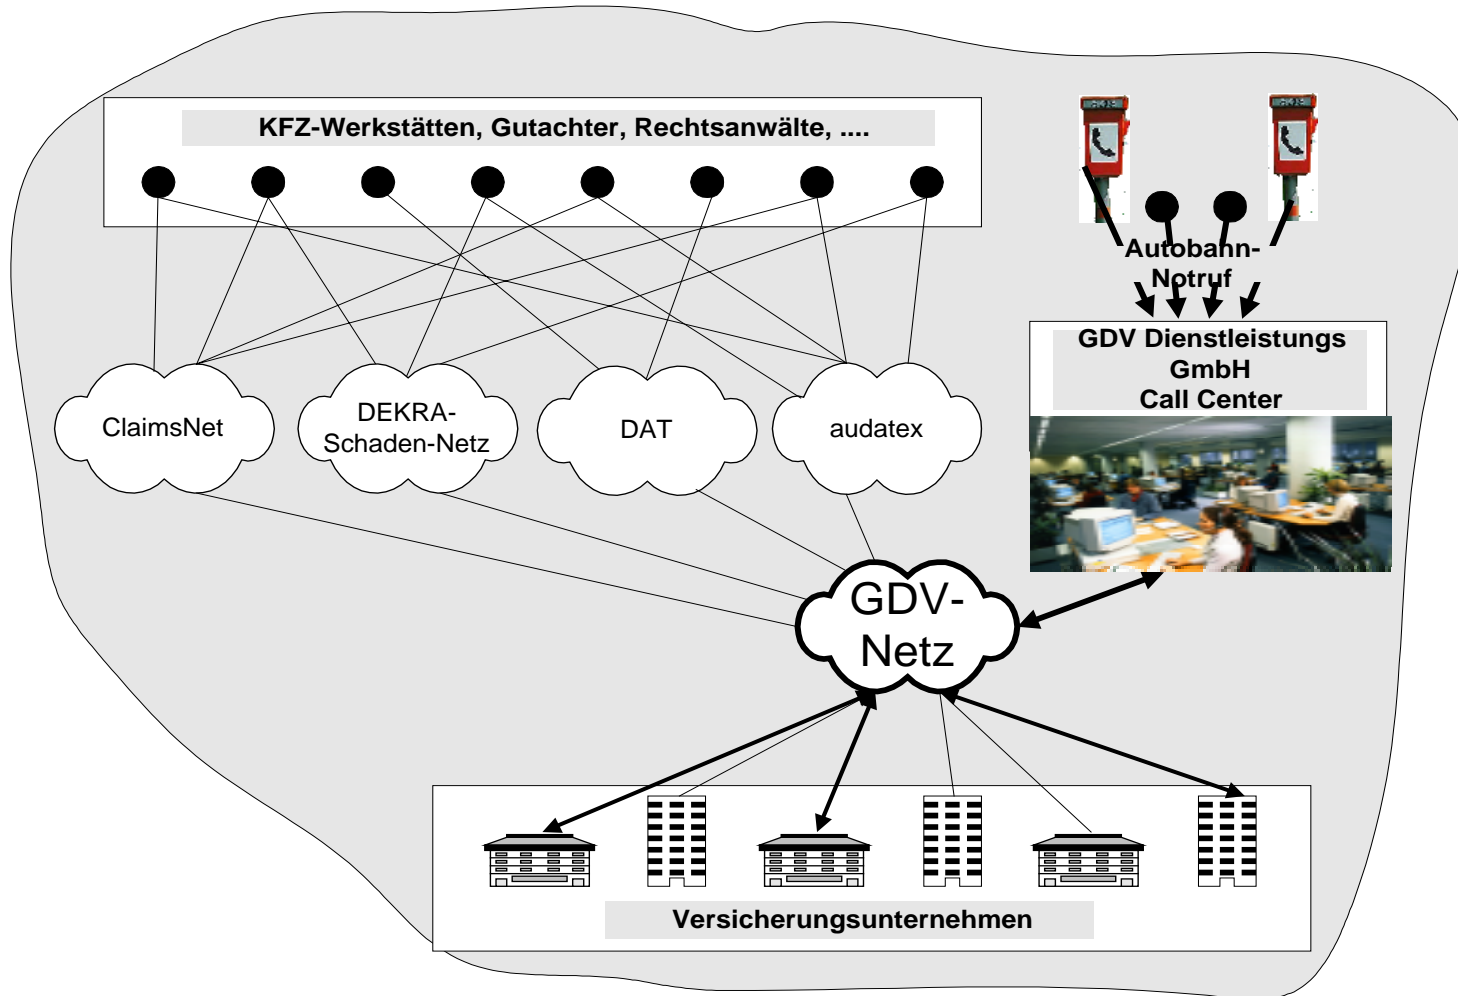 KFZ-Werkstätten, Gutachter, Rechtsanwälte, ....
Autobahn-
Notruf
GDV Dienstleistungs
GmbH
Call Center
ClaimsNet
DEKRA-
Schaden-Netz
DAT
audatex
GDV-
Netz
Versicherungsunternehmen